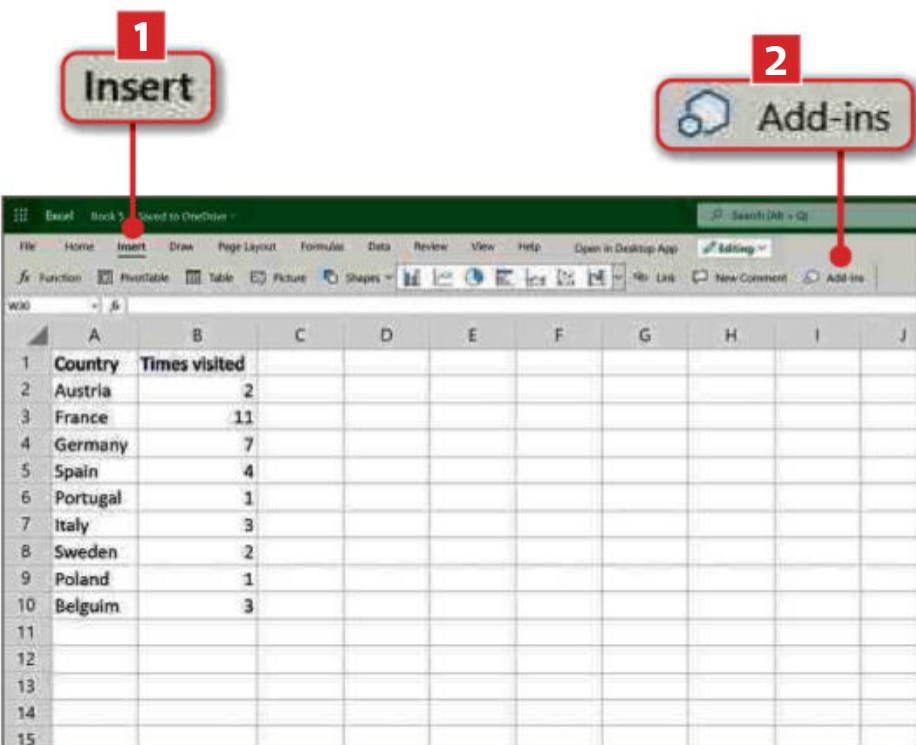 1
Insert
2
Add-ins
Excel Book 5 - Saved to OneDrive
Search (Alt + Q)
File Home Insert Draw Page Layout Formulas Data Review View Help Open in Desktop App Editing
fx Function PivotTable Table Picture Shapes Link New Comment Add-ins
W30 fx
A B C D E F G H I J
1 Country Times visited
2 Austria 2
3 France 11
4 Germany 7
5 Spain 4
6 Portugal 1
7 Italy 3
8 Sweden 2
9 Poland 1
10 Belguim 3
11
12
13
14
15